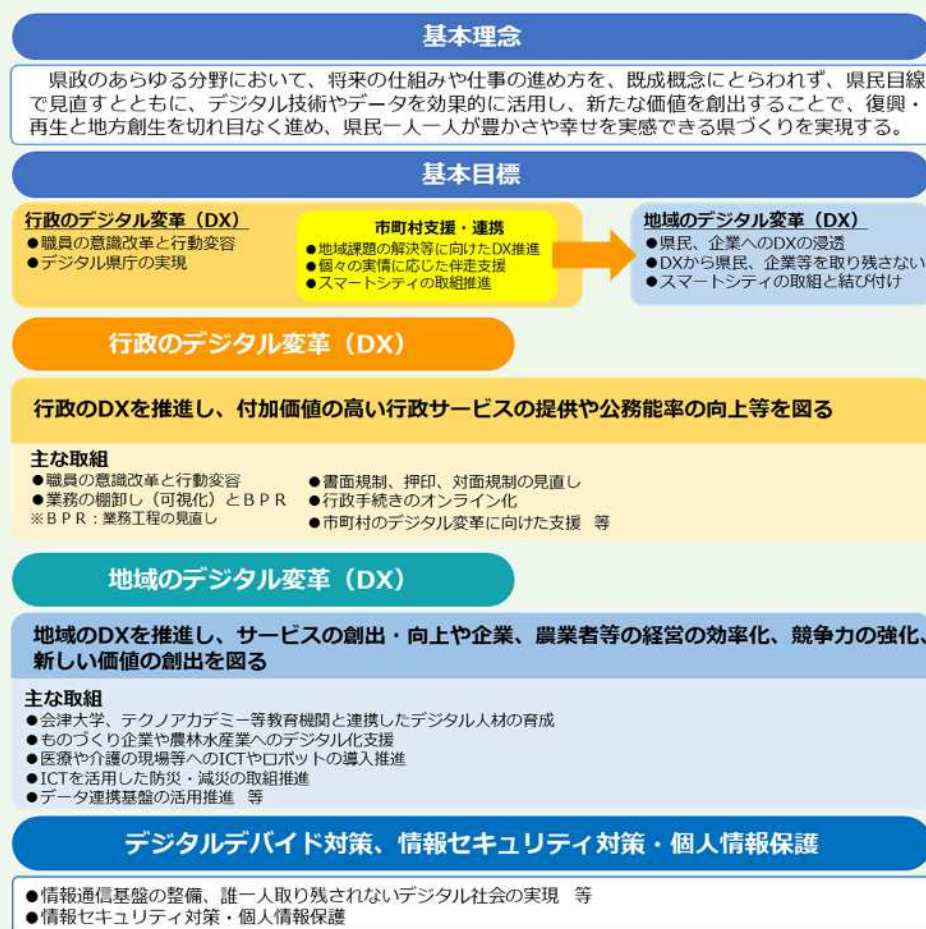 基本理念
県政のあらゆる分野において、将来の仕組みや仕事の進め方を、既成概念にとらわれず、県民目線
で見直すとともに、デジタル技術やデータを効果的に活用し、新たな価値を創出することで、復興・
再生と地方創生を切れ目なく進め、県民一人一人が豊かさや幸せを実感できる県づくりを実現する。
基本目標
行政のデジタル変革（DX）
●職員の意識改革と行動変容
●デジタル県庁の実現
市町村支援・連携
●地域課題の解決等に向けたDX推進
●個々の実情に応じた伴走支援
●スマートシティの取組推進
地域のデジタル変革（DX）
●県民、企業へのDXの浸透
●DXから県民、企業等を取り残さない
●スマートシティの取組と結び付け
行政のデジタル変革（DX）
行政のDXを推進し、付加価値の高い行政サービスの提供や公務能率の向上等を図る
主な取組
●職員の意識改革と行動変容
●業務の棚卸し（可視化）とＢＰＲ
※ＢＰＲ：業務工程の見直し
●書面規制、押印、対面規制の見直し
●行政手続きのオンライン化
●市町村のデジタル変革に向けた支援 等
地域のデジタル変革（DX）
地域のDXを推進し、サービスの創出・向上や企業、農業者等の経営の効率化、競争力の強化、
新しい価値の創出を図る
主な取組
●会津大学、テクノアカデミー等教育機関と連携したデジタル人材の育成
●ものづくり企業や農林水産業へのデジタル化支援
●医療や介護の現場等へのICTやロボットの導入推進
●ICTを活用した防災・減災の取組推進
●データ連携基盤の活用推進 等
デジタルデバイド対策、情報セキュリティ対策・個人情報保護
●情報通信基盤の整備、誰一人取り残されないデジタル社会の実現 等
●情報セキュリティ対策・個人情報保護